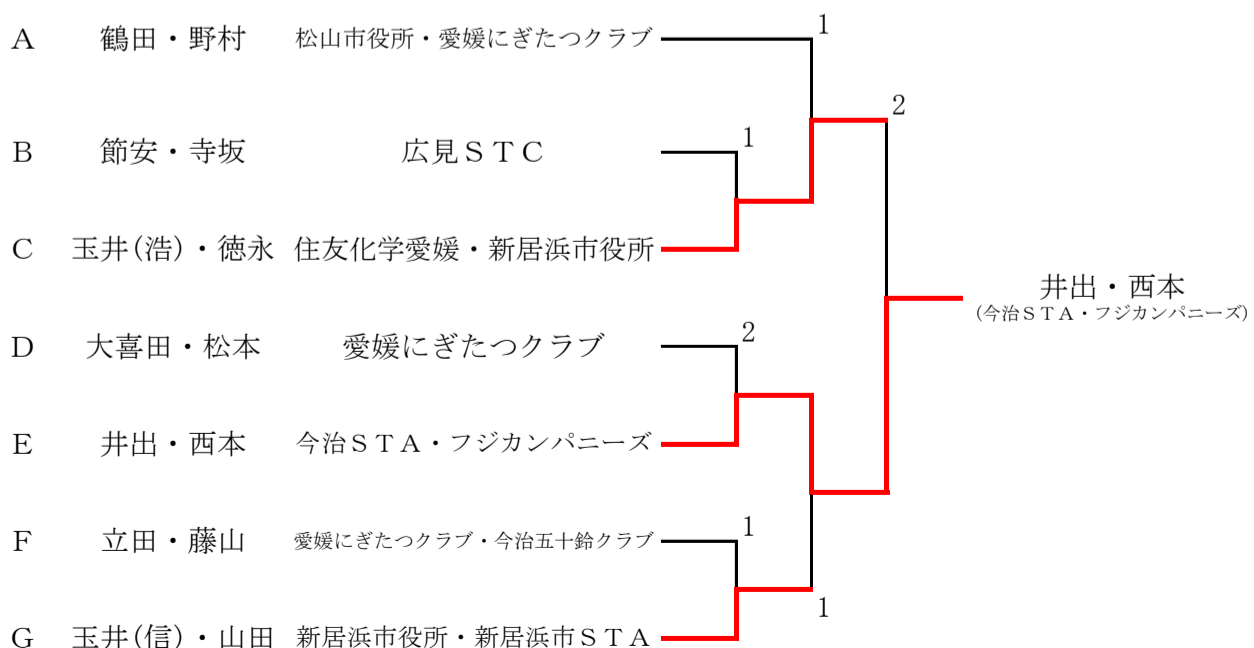 A 鶴田・野村 松山市役所・愛媛にぎたつクラブ 1
2
B 節安・寺坂 広見ＳＴＣ 1
C 玉井(浩)・徳永 住友化学愛媛・新居浜市役所
井出・西本
(今治ＳＴＡ・フジカンパニーズ)
D 大喜田・松本 愛媛にぎたつクラブ 2
E 井出・西本 今治ＳＴＡ・フジカンパニーズ
F 立田・藤山 愛媛にぎたつクラブ・今治五十鈴クラブ 1
1
G 玉井(信)・山田 新居浜市役所・新居浜市ＳＴＡ